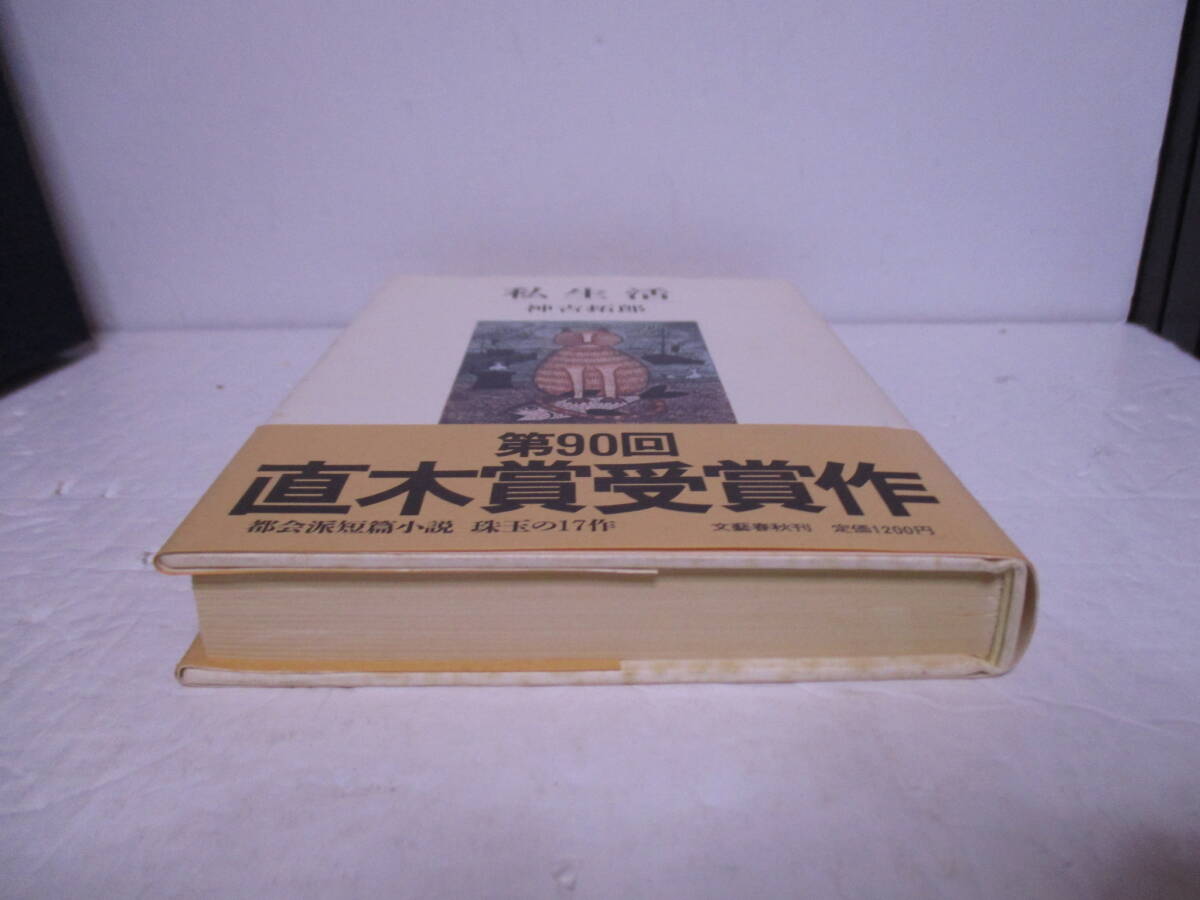 私生活
神吉拓郎
第90回
直木賞受賞作
都会派短篇小説 珠玉の17作 文藝春秋刊 定価1200円